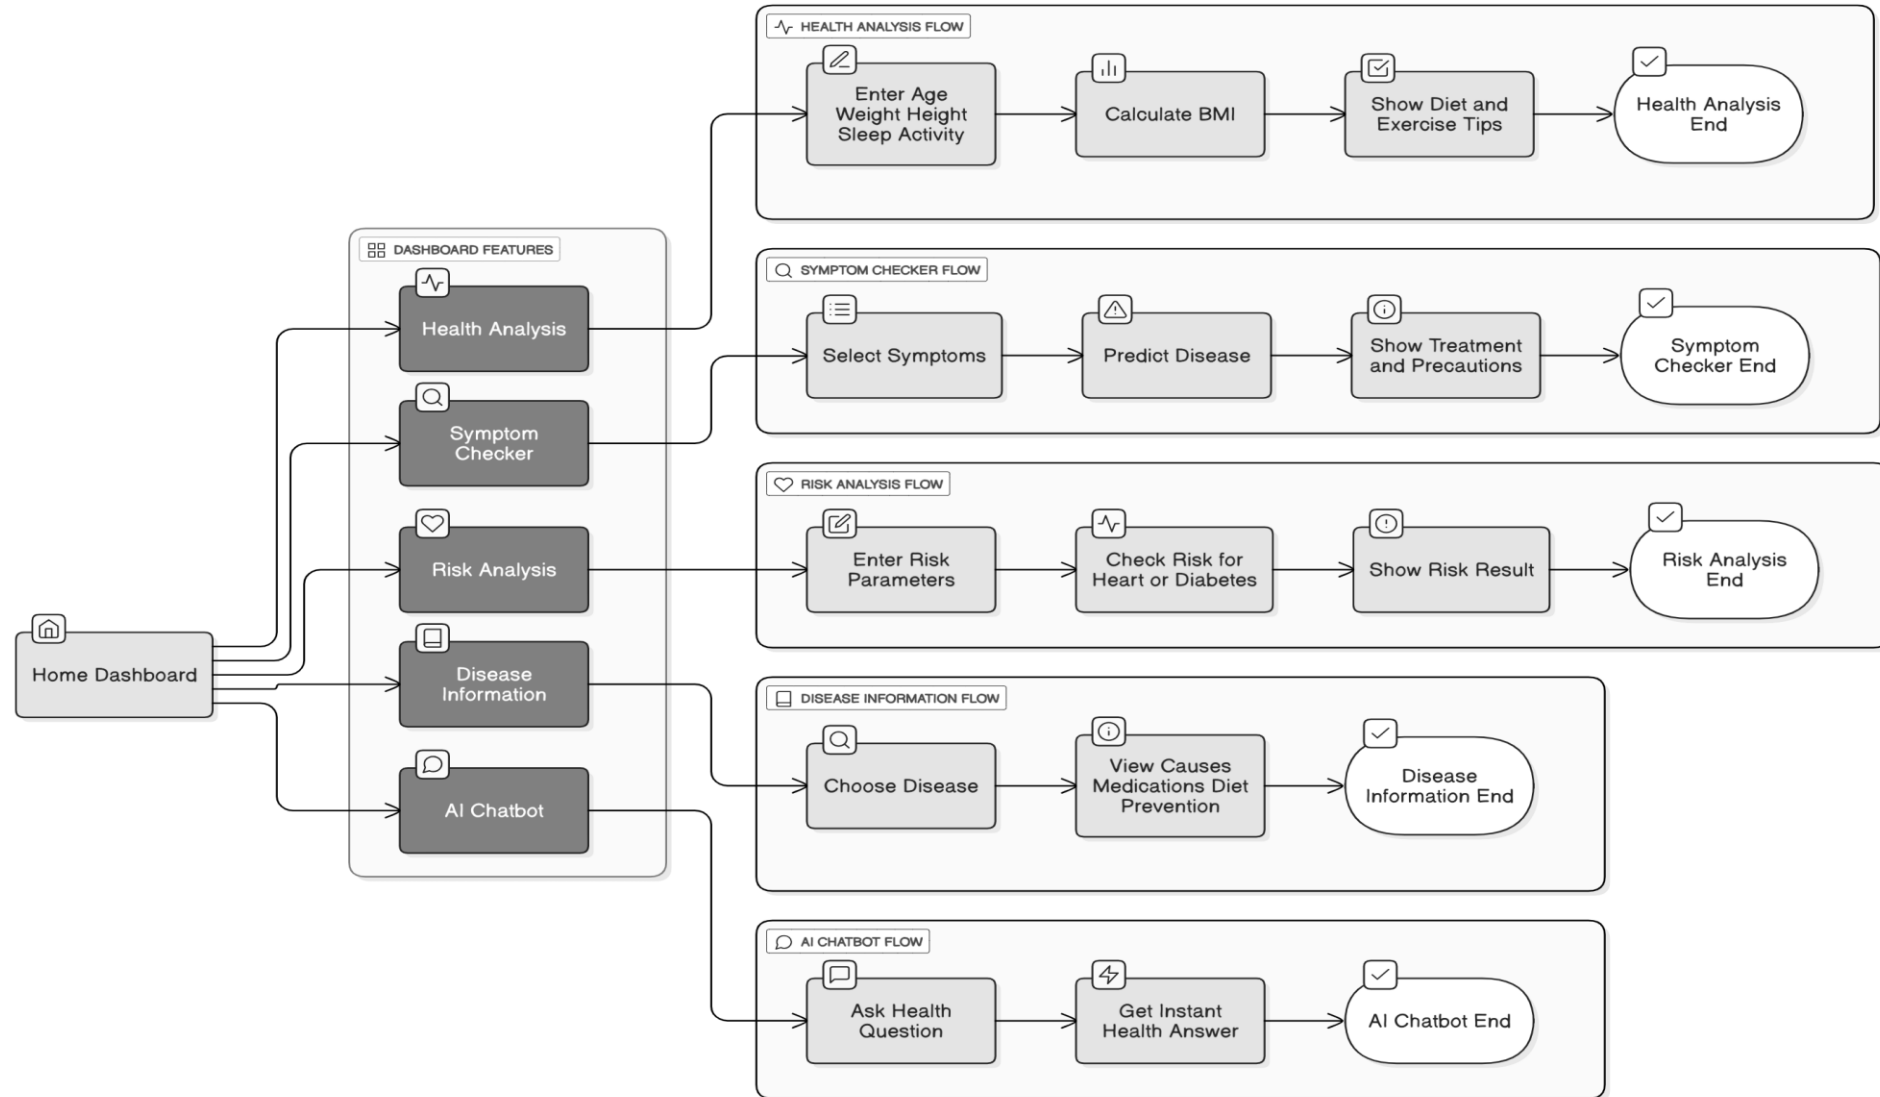 HEALTH ANALYSIS FLOW
Enter Age
Weight Height
Sleep Activity
Calculate BMI
Show Diet and
Exercise Tips
Health Analysis
End
DASHBOARD FEATURES
Health Analysis
Symptom
Checker
Risk Analysis
Disease
Information
AI Chatbot
Home Dashboard
SYMPTOM CHECKER FLOW
Select Symptoms
Predict Disease
Show Treatment
and Precautions
Symptom
Checker End
RISK ANALYSIS FLOW
Enter Risk
Parameters
Check Risk for
Heart or Diabetes
Show Risk Result
Risk Analysis
End
DISEASE INFORMATION FLOW
Choose Disease
View Causes
Medications Diet
Prevention
Disease
Information End
AI CHATBOT FLOW
Ask Health
Question
Get Instant
Health Answer
AI Chatbot End